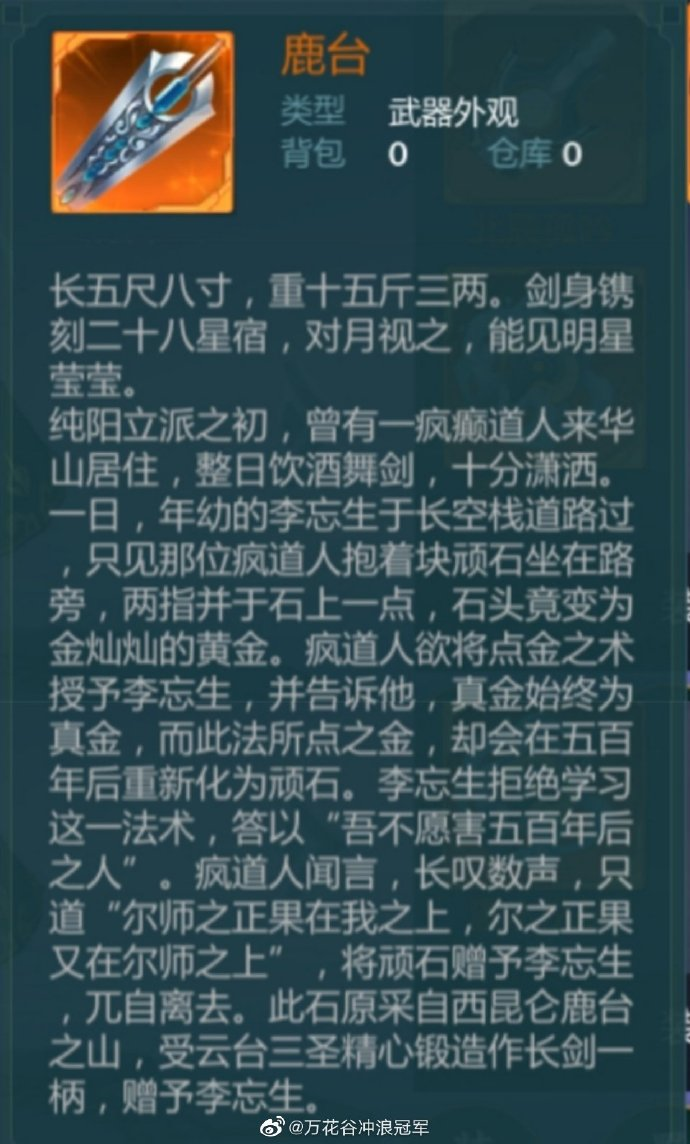 鹿台
类型 武器外观
背包 0 仓库 0
长五尺八寸，重十五斤三两。剑身镌
刻二十八星宿，对月视之，能见明星
莹莹。
纯阳立派之初，曾有一疯癫道人来华
山居住，整日饮酒舞剑，十分潇洒。
一日，年幼的李忘生于长空栈道路过
，只见那位疯道人抱着块顽石坐在路
旁，两指并于石上一点，石头竟变为
金灿灿的黄金。疯道人欲将点金之术
授予李忘生，并告诉他，真金始终为
真金，而此法所点之金，却会在五百
年后重新化为顽石。李忘生拒绝学习
这一法术，答以“吾不愿害五百年后
之人”。疯道人闻言，长叹数声，只
道“尔师之正果在我之上，尔之正果
又在尔师之上”，将顽石赠予李忘生
，兀自离去。此石原采自西昆仑鹿台
之山，受云台三圣精心锻造作长剑一
柄，赠予李忘生。
@万花谷冲浪冠军